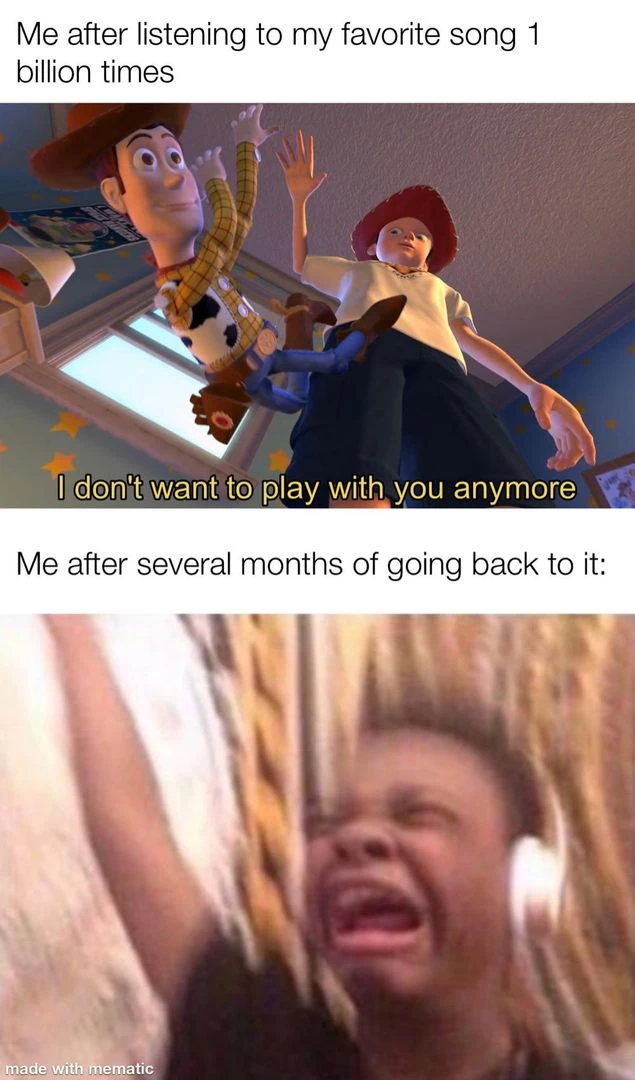 Me after listening to my favorite song 1
billion times
I don't want to play with you anymore
Me after several months of going back to it:
made with mematic